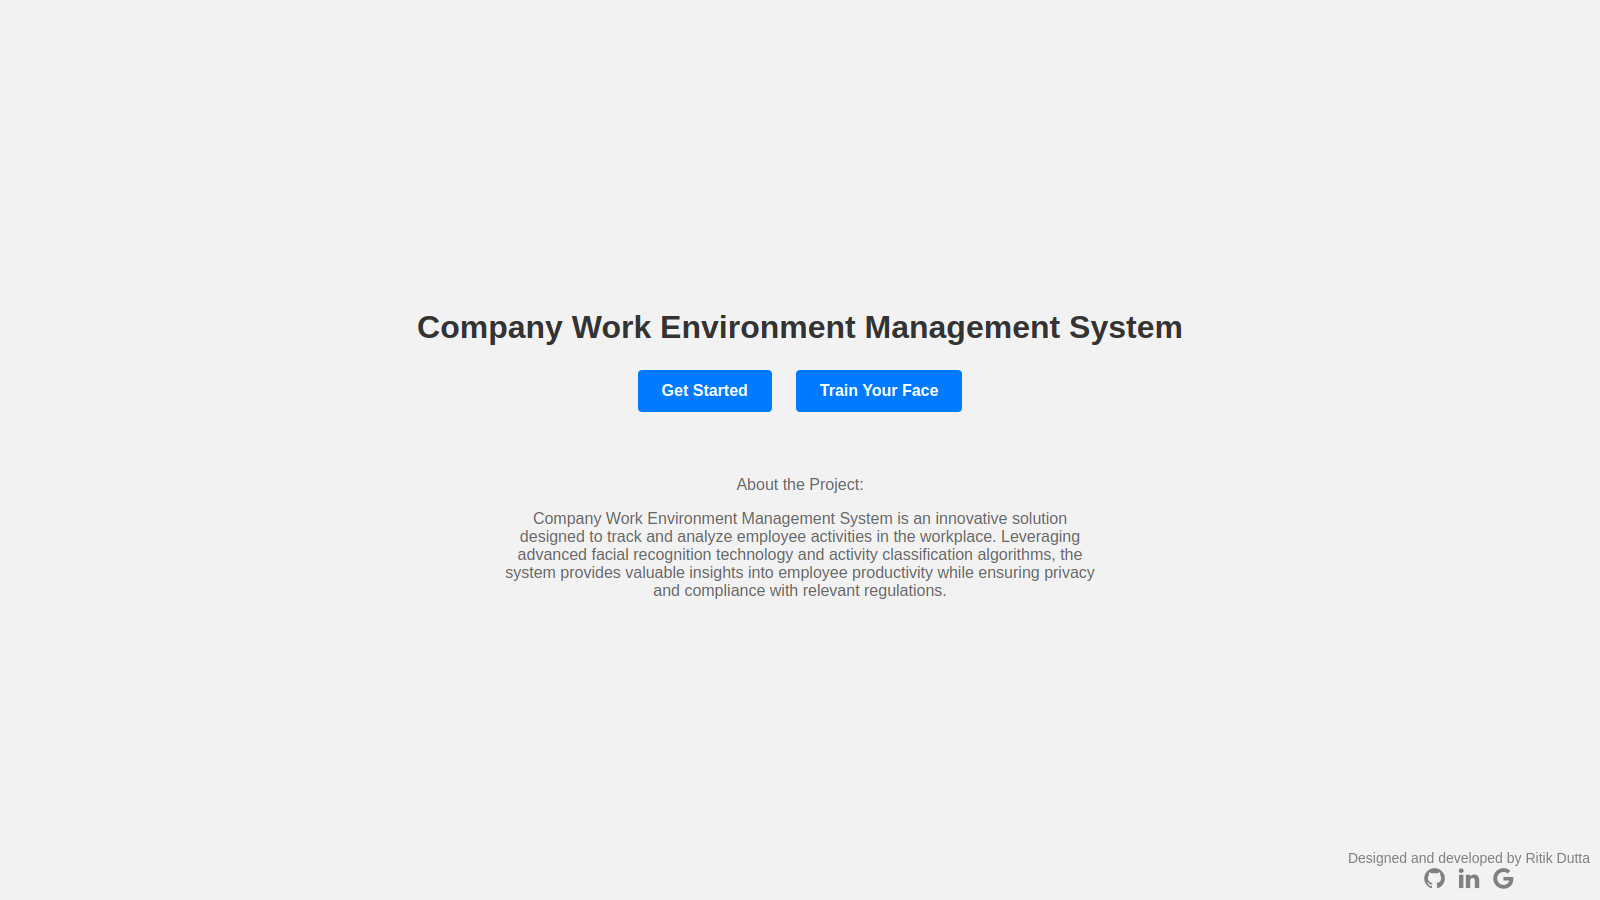 Company Work Environment Management System
Get Started
Train Your Face
About the Project:
Company Work Environment Management System is an innovative solution
designed to track and analyze employee activities in the workplace. Leveraging
advanced facial recognition technology and activity classification algorithms, the
system provides valuable insights into employee productivity while ensuring privacy
and compliance with relevant regulations.
Designed and developed by Ritik Dutta